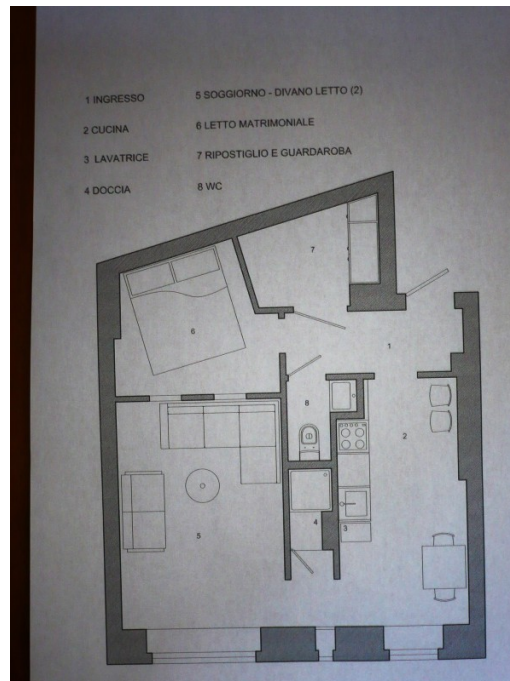 1 INGRESSO
2 CUCINA
3 LAVATRICE
4 DOCCIA
5 SOGGIORNO - DIVANO LETTO (2)
6 LETTO MATRIMONIALE
7 RIPOSTIGLIO E GUARDAROBA
8 WC
7
6
1
8
2
4
3
5